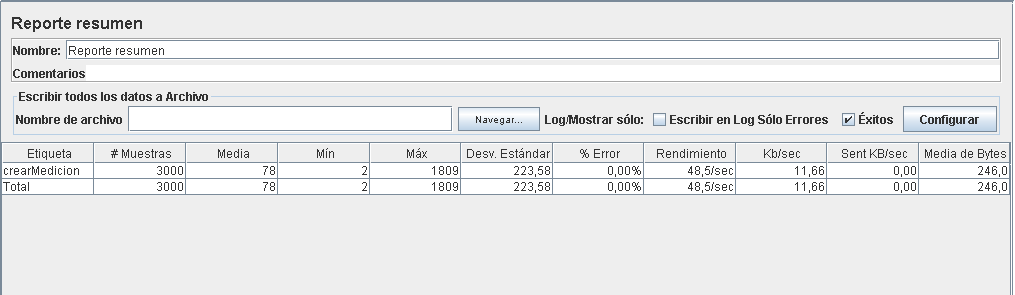 Reporte resumen
Nombre: Reporte resumen
Comentarios
Escribir todos los datos a Archivo
Nombre de archivo Navegar... Log/Mostrar sólo: Escribir en Log Sólo Errores Éxitos Configurar
Etiqueta # Muestras Media Mín Máx Desv. Estándar % Error Rendimiento Kb/sec Sent KB/sec Media de Bytes
crearMedicion 3000 78 2 1809 223,58 0,00% 48,5/sec 11,66 0,00 246,0
Total 3000 78 2 1809 223,58 0,00% 48,5/sec 11,66 0,00 246,0